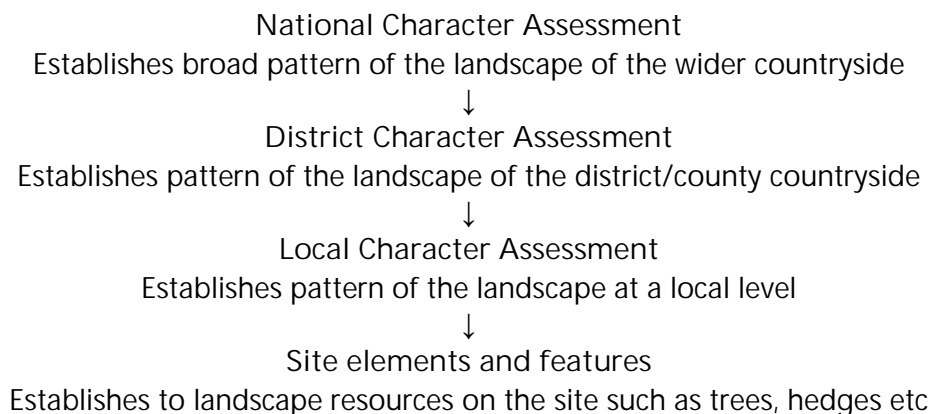 National Character Assessment
Establishes broad pattern of the landscape of the wider countryside
↓
District Character Assessment
Establishes pattern of the landscape of the district/county countryside
↓
Local Character Assessment
Establishes pattern of the landscape at a local level
↓
Site elements and features
Establishes to landscape resources on the site such as trees, hedges etc